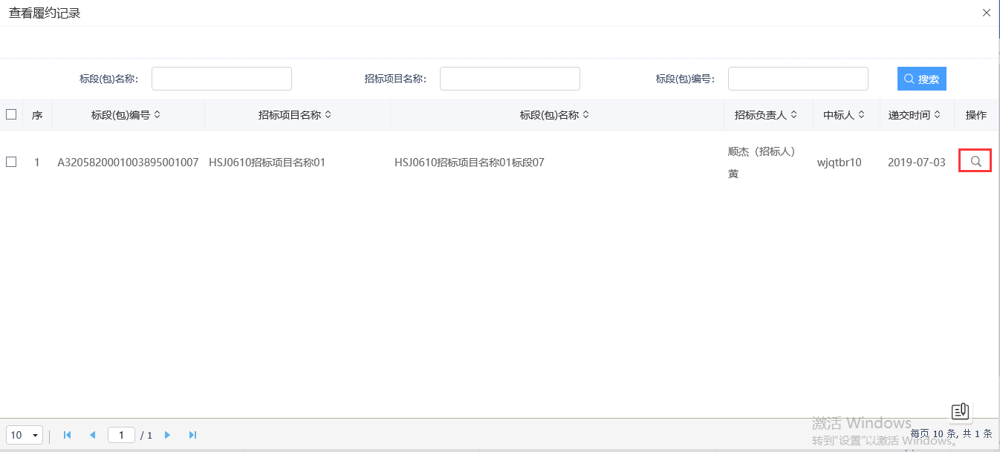 查看履约记录
标段(包)名称: 招标项目名称: 标段(包)编号: 搜索
序 标段(包)编号 招标项目名称 标段(包)名称 招标负责人 中标人 递交时间 操作
1 A3205820001003895001007 HSJ0610招标项目名称01 HSJ0610招标项目名称01标段07 顺杰（招标人）黄 wjqtbr10 2019-07-03
激活 Windows
10 1 / 1 每页 10 条, 共 1 条
转到“设置”以激活 Windows。